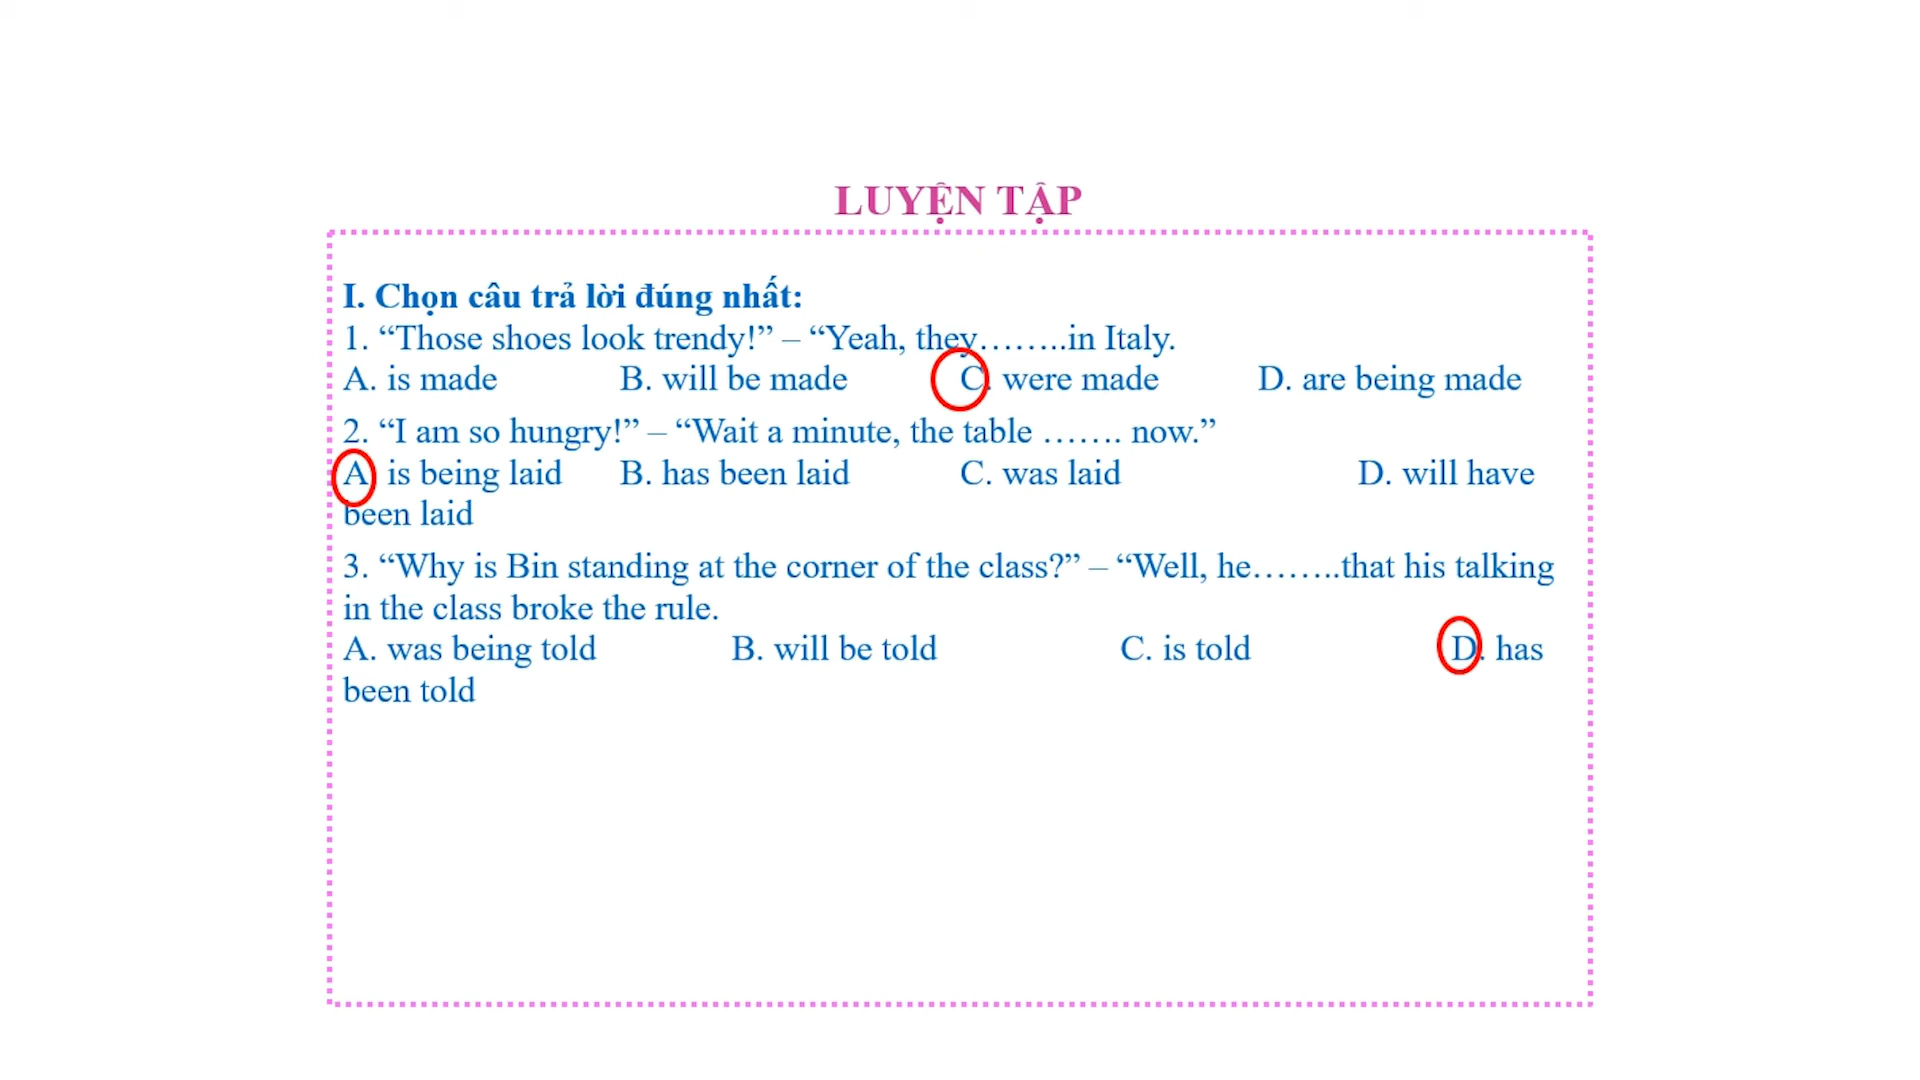 LUYỆN TẬP
I. Chọn câu trả lời đúng nhất:
1. “Those shoes look trendy!” – “Yeah, they……..in Italy.
A. is made B. will be made C. were made D. are being made
2. “I am so hungry!” – “Wait a minute, the table ……. now.”
A is being laid B. has been laid C. was laid D. will have
been laid
3. “Why is Bin standing at the corner of the class?” – “Well, he……..that his talking
in the class broke the rule.
A. was being told B. will be told C. is told D. has
been told